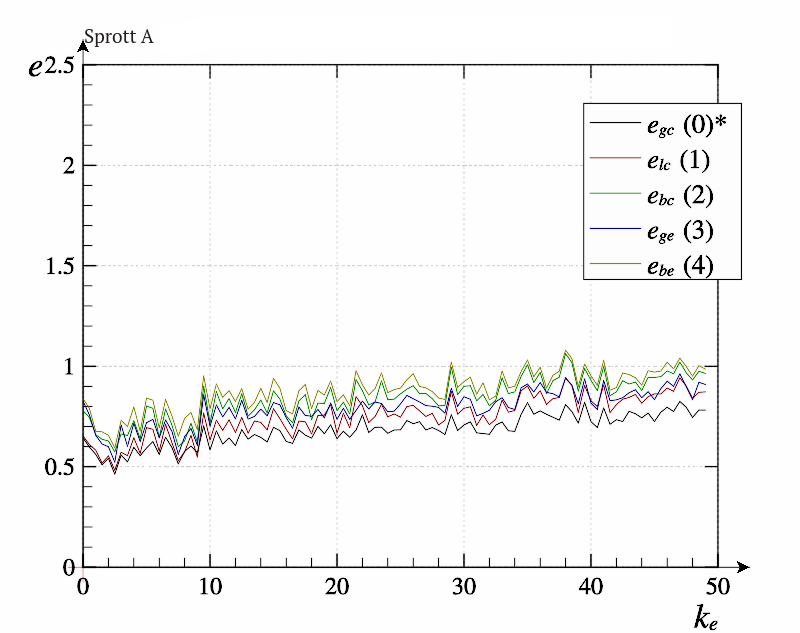 Sprott A
e
2.5
2
1.5
1
0.5
0
0 10 20 30 40 50
k_e
e_gc (0)*
e_lc (1)
e_bc (2)
e_ge (3)
e_be (4)